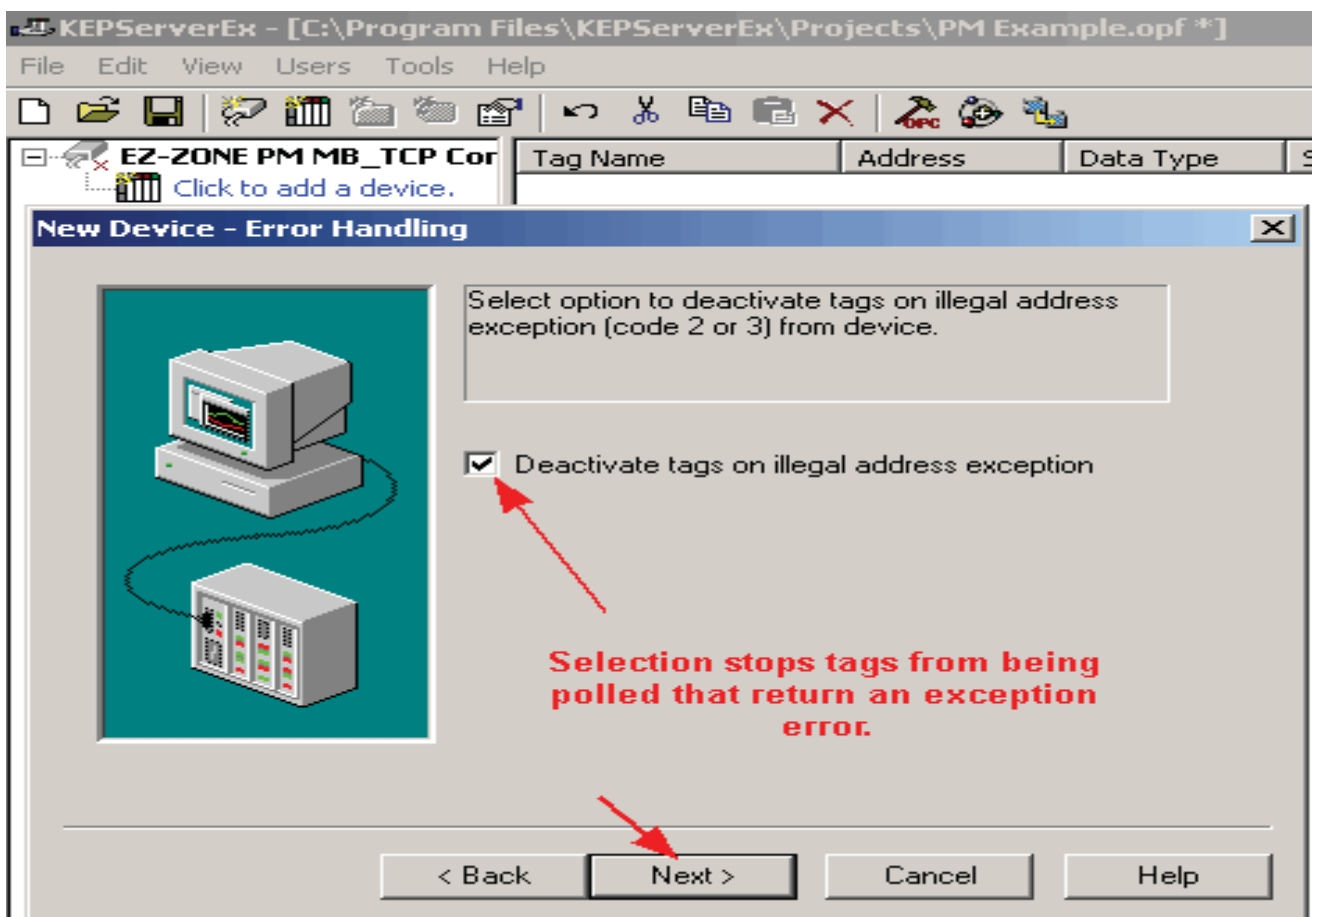 KEPServerEx - [C:\Program Files\KEPServerEx\Projects\PM Example.opf *]
File Edit View Users Tools Help
OPC
EZ-ZONE PM MB_TCP Cor
Tag Name Address Data Type S
Click to add a device.
New Device - Error Handling
Select option to deactivate tags on illegal address
exception (code 2 or 3) from device.
Deactivate tags on illegal address exception
Selection stops tags from being
polled that return an exception
error.
< Back Next > Cancel Help